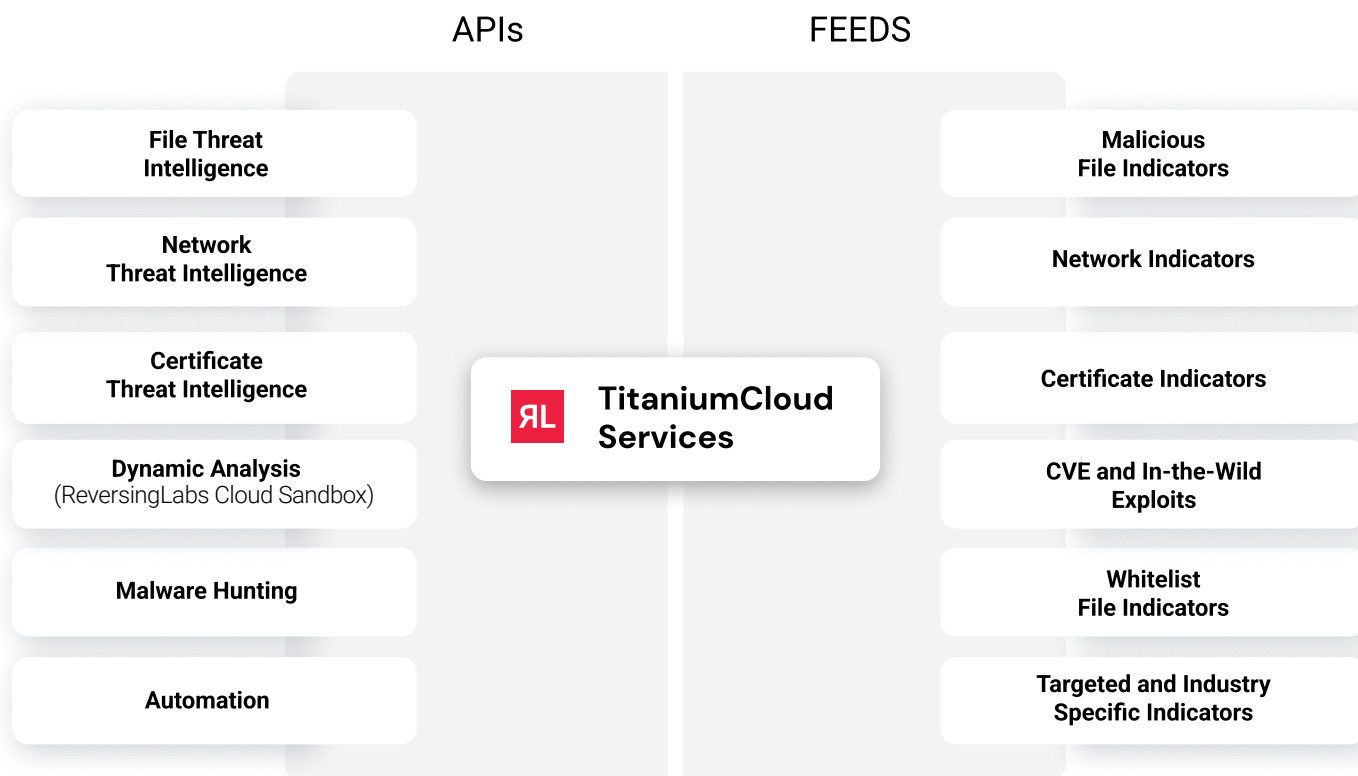 APIs
FEEDS
File Threat
Intelligence
Network
Threat Intelligence
Certificate
Threat Intelligence
Dynamic Analysis
(ReversingLabs Cloud Sandbox)
Malware Hunting
Automation
RL
TitaniumCloud
Services
Malicious
File Indicators
Network Indicators
Certificate Indicators
CVE and In-the-Wild
Exploits
Whitelist
File Indicators
Targeted and Industry
Specific Indicators